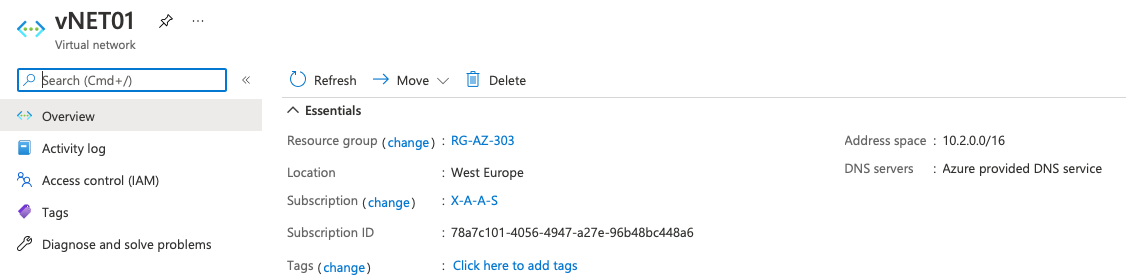 vNET01
Virtual network
Search (Cmd+/)
Overview
Activity log
Access control (IAM)
Tags
Diagnose and solve problems
Refresh Move Delete
Essentials
Resource group (change) : RG-AZ-303
Location : West Europe
Subscription (change) : X-A-A-S
Subscription ID : 78a7c101-4056-4947-a27e-96b48bc448a6
Tags (change) : Click here to add tags
Address space : 10.2.0.0/16
DNS servers : Azure provided DNS service